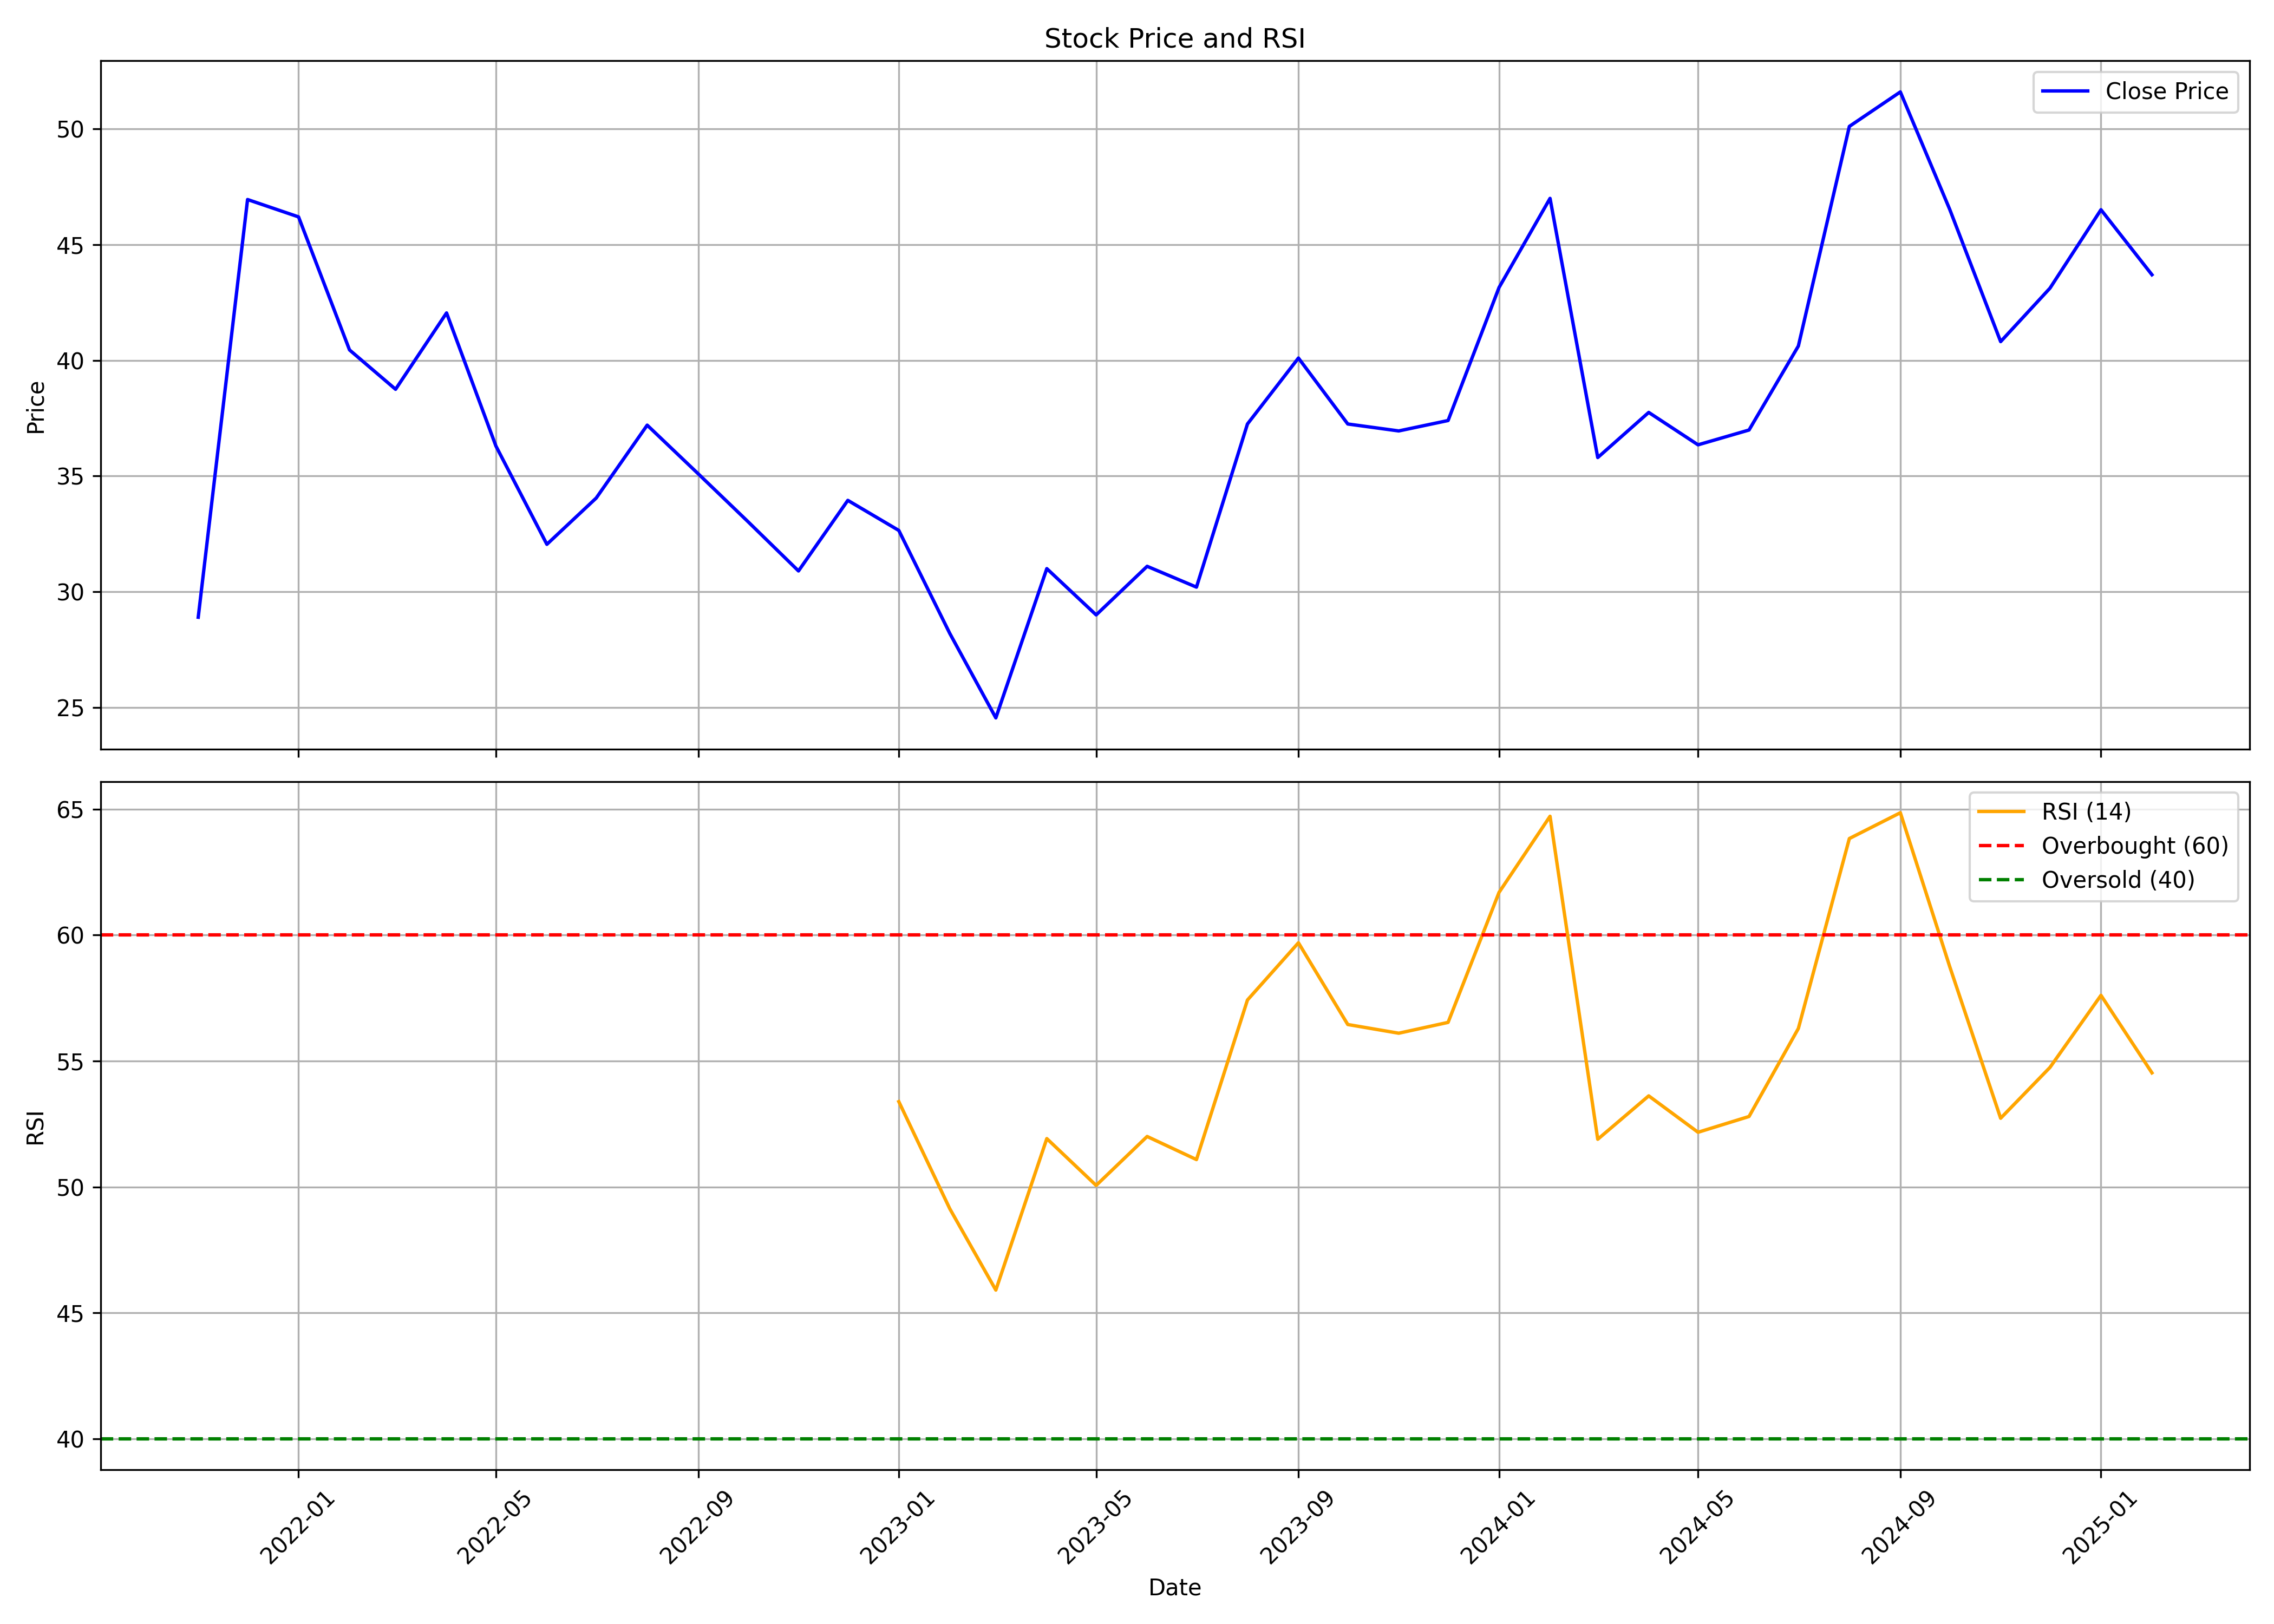 Stock Price and RSI
Close Price
50
45
40
35
30
25
Price
RSI (14)
Overbought (60)
Oversold (40)
65
60
55
50
45
40
RSI
2022-01
2022-05
2022-09
2023-01
2023-05
2023-09
2024-01
2024-05
2024-09
2025-01
Date